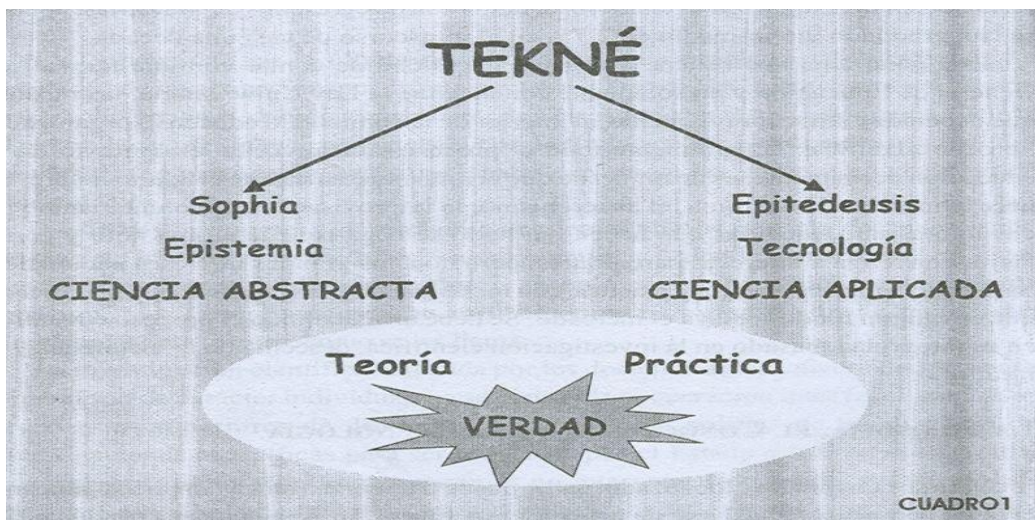 TEKNÉ
Sophia
Epistemia
CIENCIA ABSTRACTA
Epitedeusis
Tecnología
CIENCIA APLICADA
Teoría
Práctica
VERDAD
CUADRO1